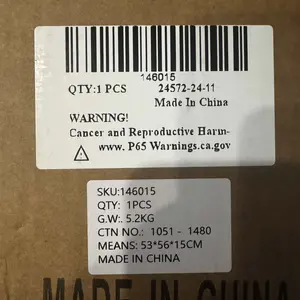 146015
QTY:1 PCS 24572-24-11
Made In China
WARNING!
Cancer and Reproductive Harm-
www. P65 Warnings.ca.gov
SKU:146015
QTY: 1PCS
G.W.: 5.2KG
CTN NO.: 1051 - 1480
MEANS: 53*56*15CM
MADE IN CHINA
MADE IN CHINA